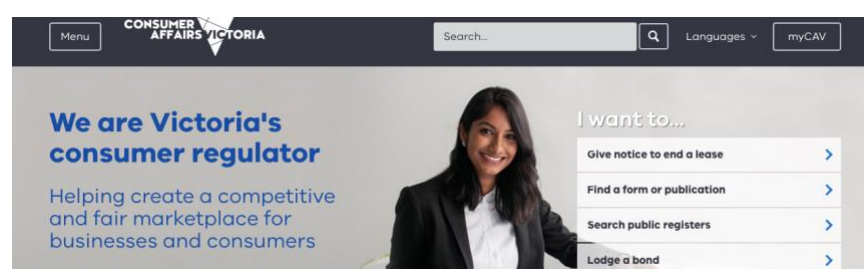 Menu
CONSUMER
AFFAIRS VICTORIA
Search...
Languages
myCAV
We are Victoria's
consumer regulator
Helping create a competitive
and fair marketplace for
businesses and consumers
I want to...
Give notice to end a lease
Find a form or publication
Search public registers
Lodge a bond